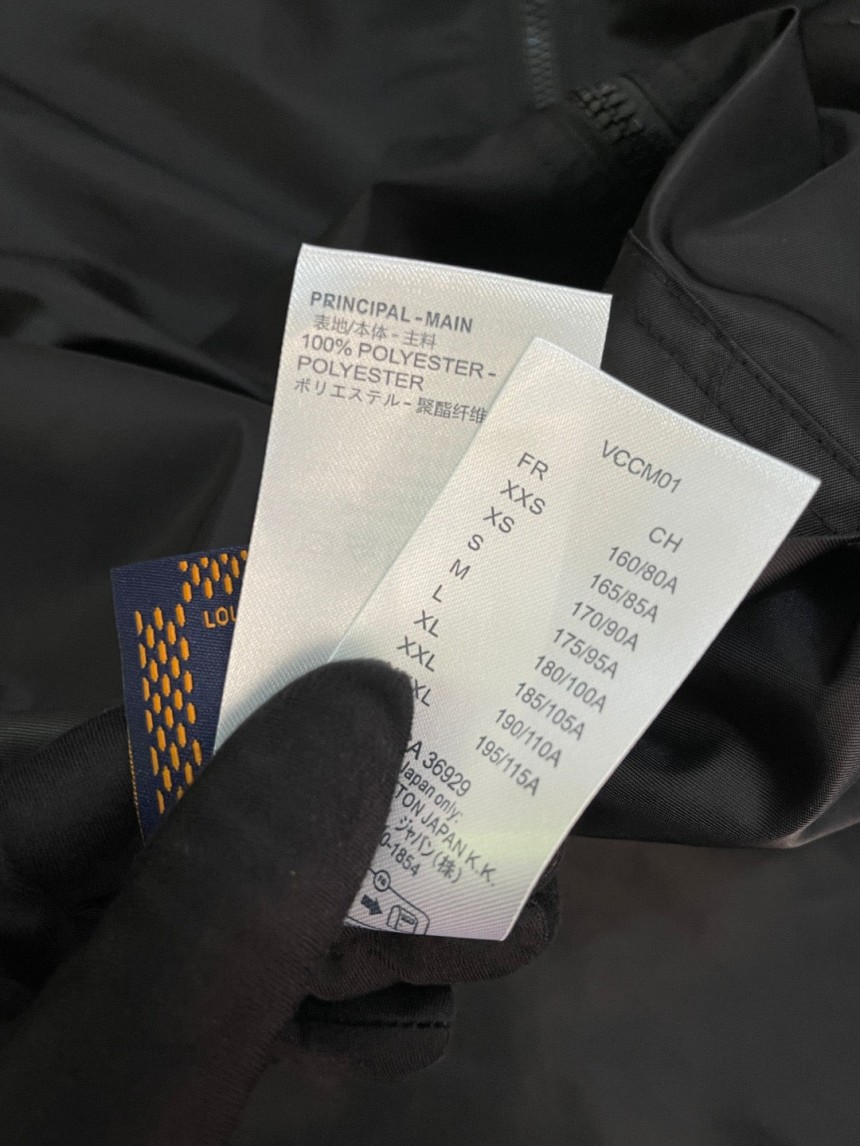 PRINCIPAL - MAIN
表地/本体 - 主料
100% POLYESTER -
POLYESTER
ポリエステル - 聚酯纤维
VCCM01
FR CH
XXS 160/80A
XS 165/85A
S 170/90A
M 175/95A
L 180/100A
XL 185/105A
XXL 190/110A
XL 195/115A
A 36929
Japan only:
TON JAPAN K.K.
ジャパン(株)
0-1854
LOU